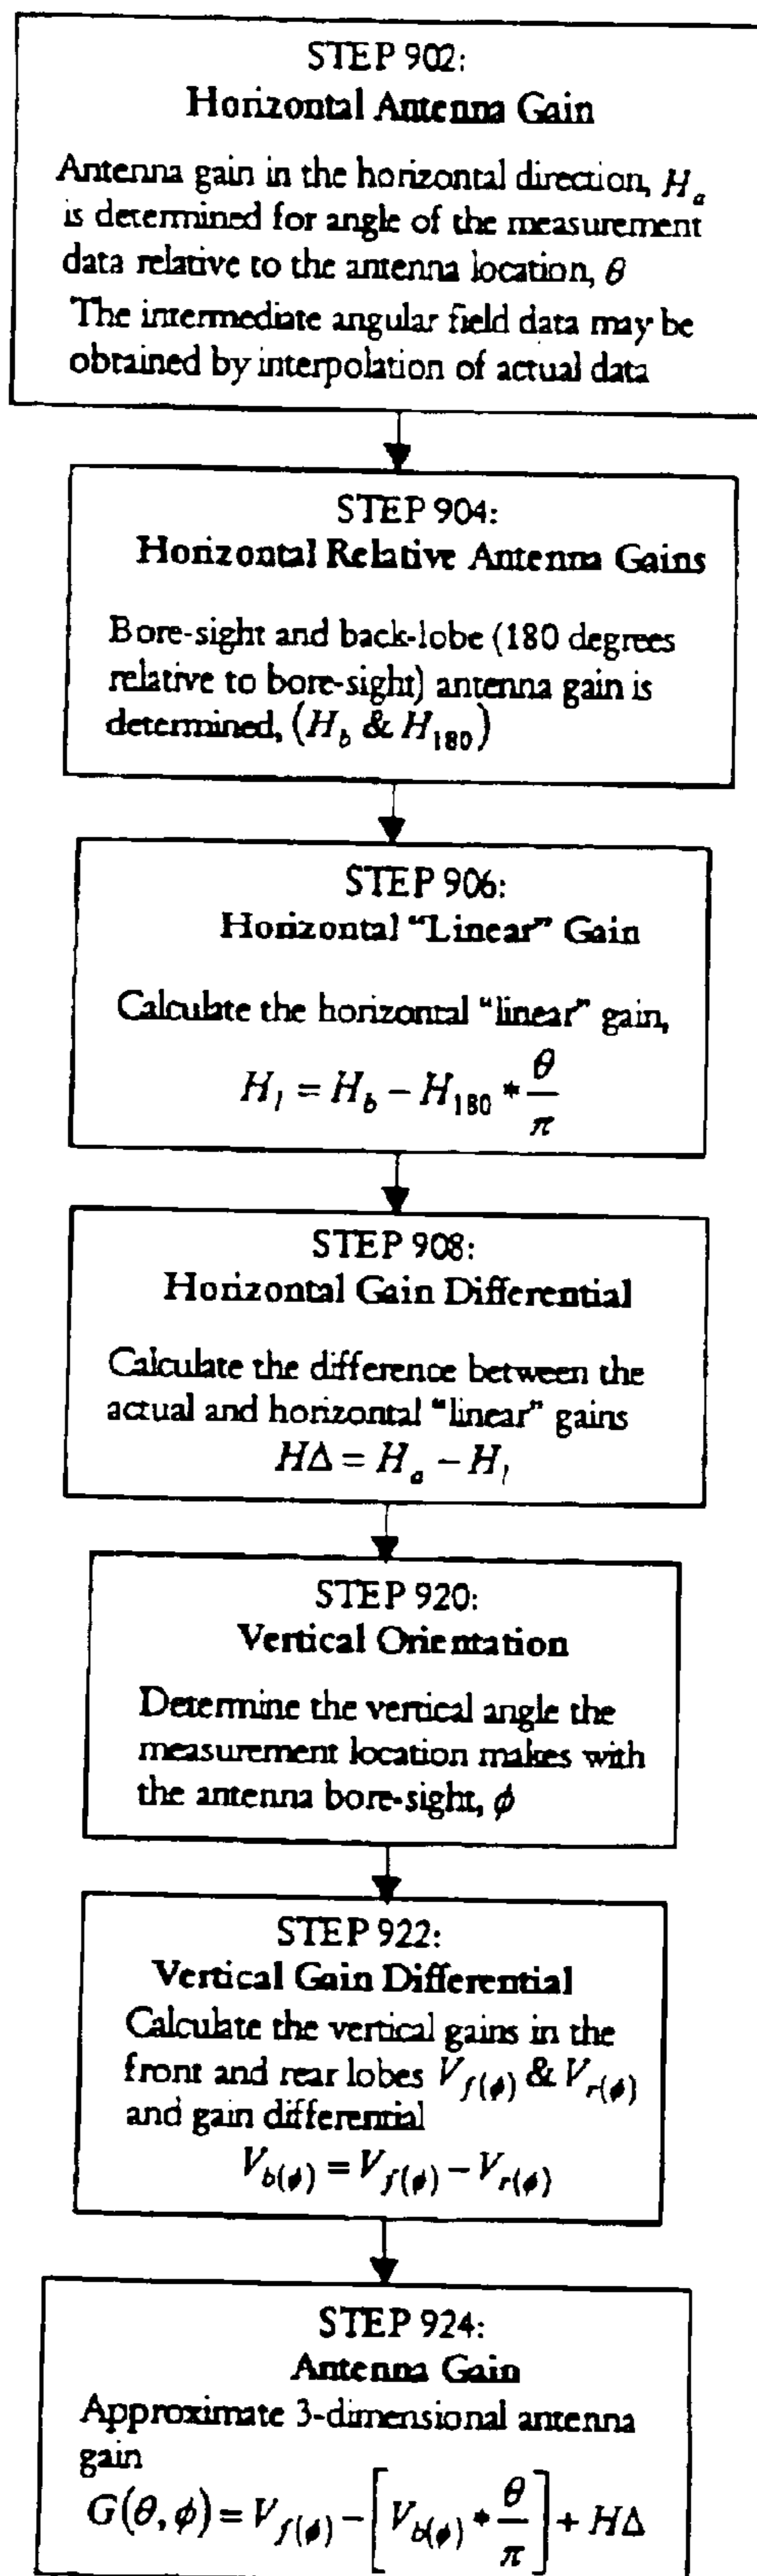 STEP 902:
Horizontal Antenna Gain
Antenna gain in the horizontal direction, H_a
is determined for angle of the measurement
data relative to the antenna location, θ
The intermediate angular field data may be
obtained by interpolation of actual data
STEP 904:
Horizontal Relative Antenna Gains
Bore-sight and back-lobe (180 degrees
relative to bore-sight) antenna gain is
determined, (H_b & H_180)
STEP 906:
Horizontal "Linear" Gain
Calculate the horizontal "linear" gain,
H_l = H_b - H_180 * θ/π
STEP 908:
Horizontal Gain Differential
Calculate the difference between the
actual and horizontal "linear" gains
HΔ = H_a - H_l
STEP 920:
Vertical Orientation
Determine the vertical angle the
measurement location makes with
the antenna bore-sight, ϕ
STEP 922:
Vertical Gain Differential
Calculate the vertical gains in the
front and rear lobes V_f(ϕ) & V_r(ϕ)
and gain differential
V_b(ϕ) = V_f(ϕ) - V_r(ϕ)
STEP 924:
Antenna Gain
Approximate 3-dimensional antenna
gain
G(θ, ϕ) = V_f(ϕ) - [V_b(ϕ) * θ/π] + HΔ